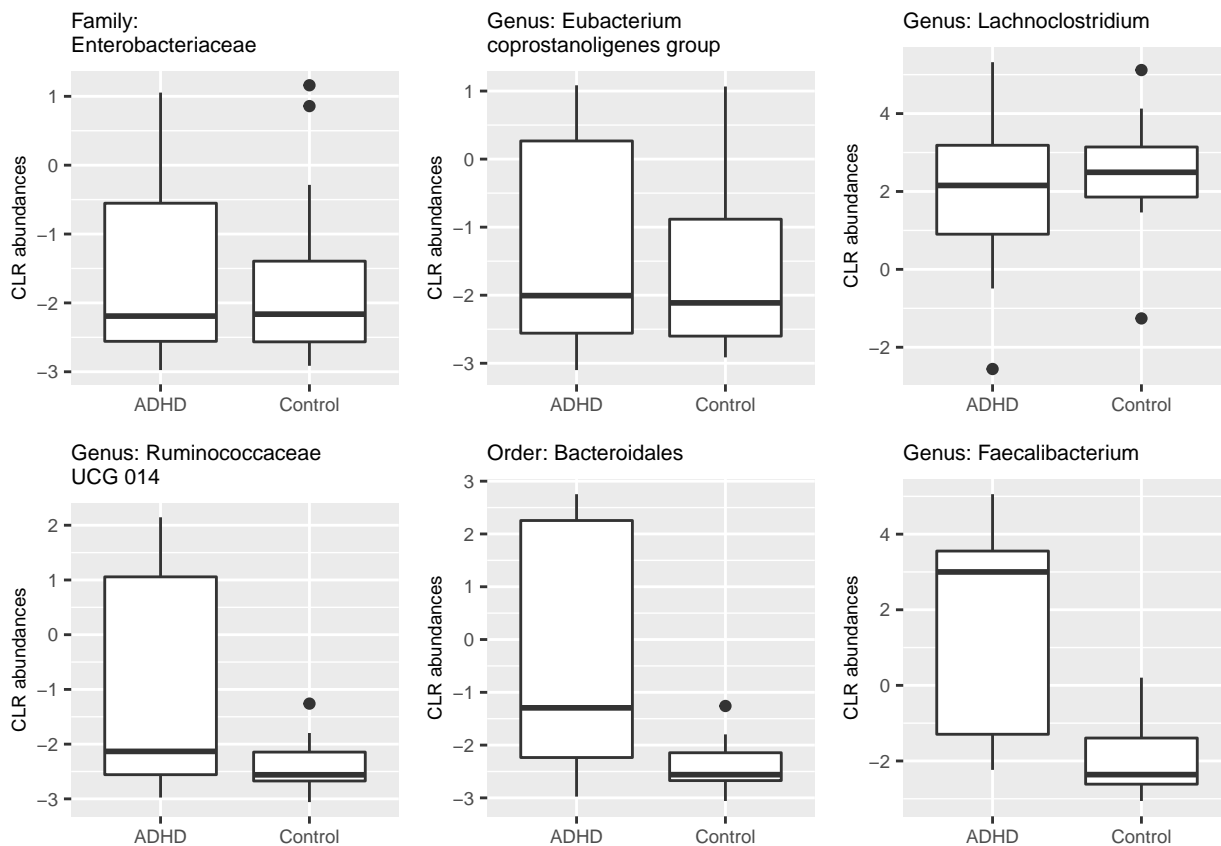 Family:
Enterobacteriaceae
CLR abundances
1
0
−1
−2
−3
ADHD
Control
Genus: Eubacterium
coprostanoligenes group
CLR abundances
1
0
−1
−2
−3
ADHD
Control
Genus: Lachnoclostridium
CLR abundances
4
2
0
−2
ADHD
Control
Genus: Ruminococcaceae
UCG 014
CLR abundances
2
1
0
−1
−2
−3
ADHD
Control
Order: Bacteroidales
CLR abundances
3
2
1
0
−1
−2
−3
ADHD
Control
Genus: Faecalibacterium
CLR abundances
4
2
0
−2
ADHD
Control